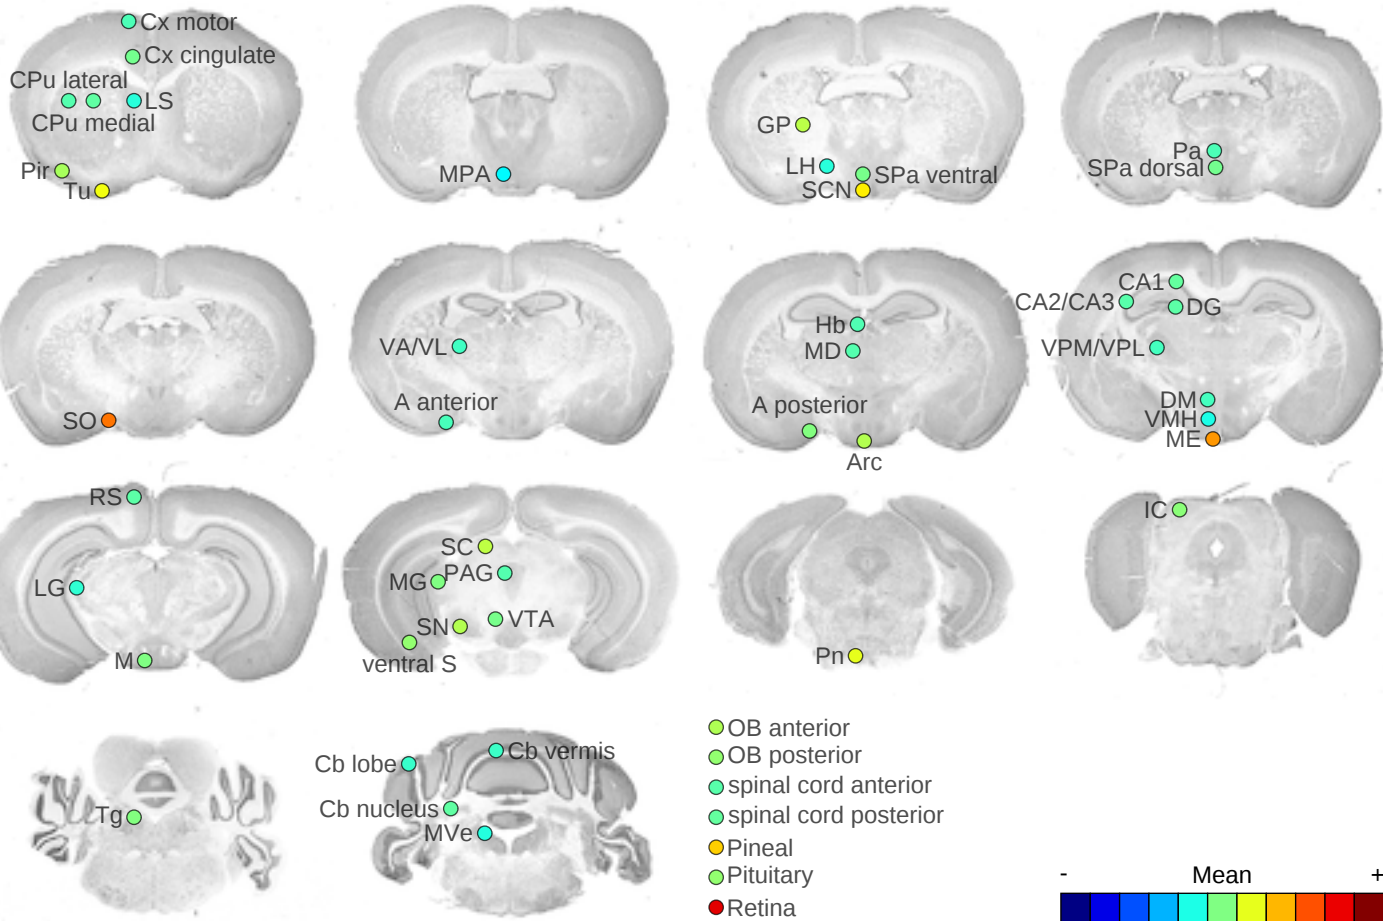 Cx motor
Cx cingulate
CPu lateral
LS
CPu medial
Pir
Tu
MPA
GP
LH
SPa ventral
SCN
Pa
SPa dorsal
SO
VA/VL
A anterior
Hb
MD
A posterior
Arc
CA1
CA2/CA3
DG
VPM/VPL
DM
VMH
ME
RS
LG
M
SC
PAG
MG
VTA
SN
ventral S
Pn
IC
Tg
Cb vermis
Cb lobe
Cb nucleus
MVe
OB anterior
OB posterior
spinal cord anterior
spinal cord posterior
Pineal
Pituitary
Retina
- Mean +